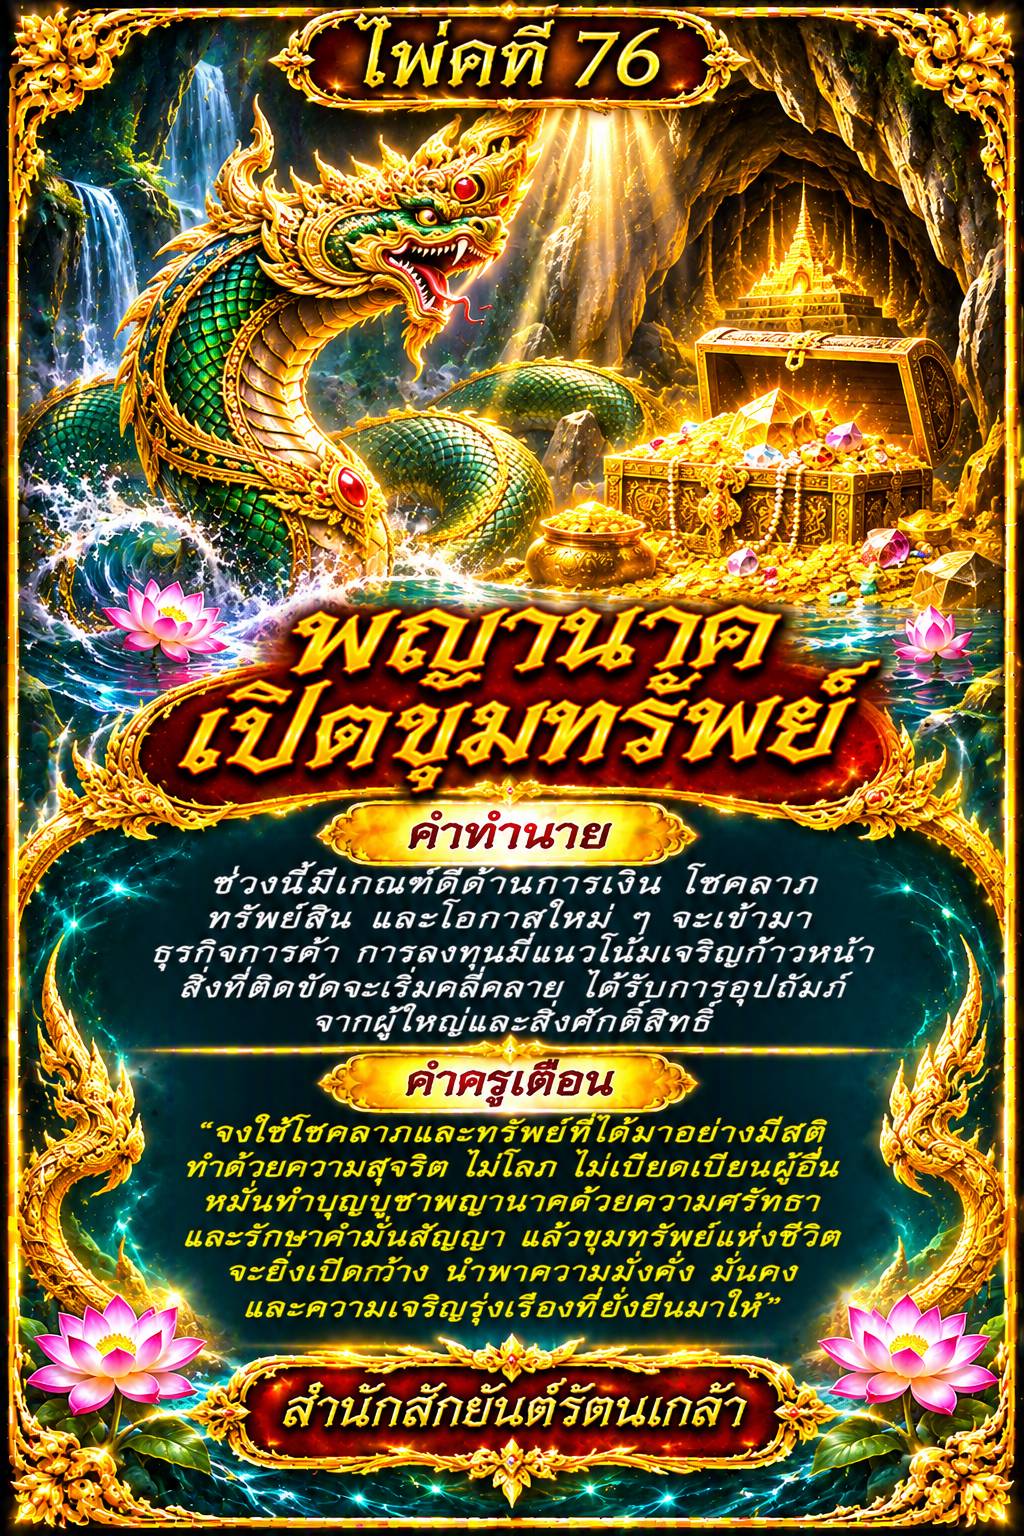 ไพ่คที่ 76
พญานาค
เปิดขุมทรัพย์
คำทำนาย
ช่วงนี้มีเกณฑ์ดีด้านการเงิน โชคลาภ
ทรัพย์สิน และโอกาสใหม่ ๆ จะเข้ามา
ธุรกิจการค้า การลงทุนมีแนวโน้มเจริญก้าวหน้า
สิ่งที่ติดขัดจะเริ่มคลี่คลาย ได้รับการอุปถัมภ์
จากผู้ใหญ่และสิ่งศักดิ์สิทธิ์
คำครูเตือน
“จงใช้โชคลาภและทรัพย์ที่ได้มาอย่างมีสติ
ทำด้วยความสุจริต ไม่โลภ ไม่เบียดเบียนผู้อื่น
หมั่นทำบุญบูชาพญานาคด้วยความศรัทธา
และรักษาคำมั่นสัญญา แล้วขุมทรัพย์แห่งชีวิต
จะยิ่งเปิดกว้าง นำพาความมั่งคั่ง มั่นคง
และความเจริญรุ่งเรืองที่ยั่งยืนมาให้”
สำนักสักยันต์รัตนเกล้า